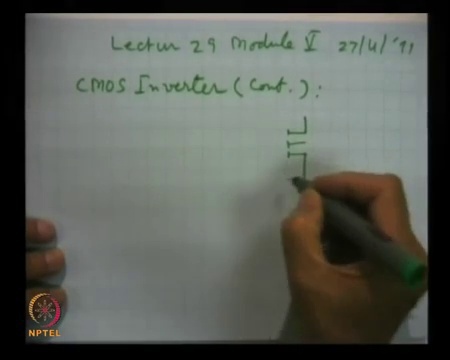 Lectur 29 Module V 27/4/'11
CMOS Inverter (Cont.) :
NPTEL